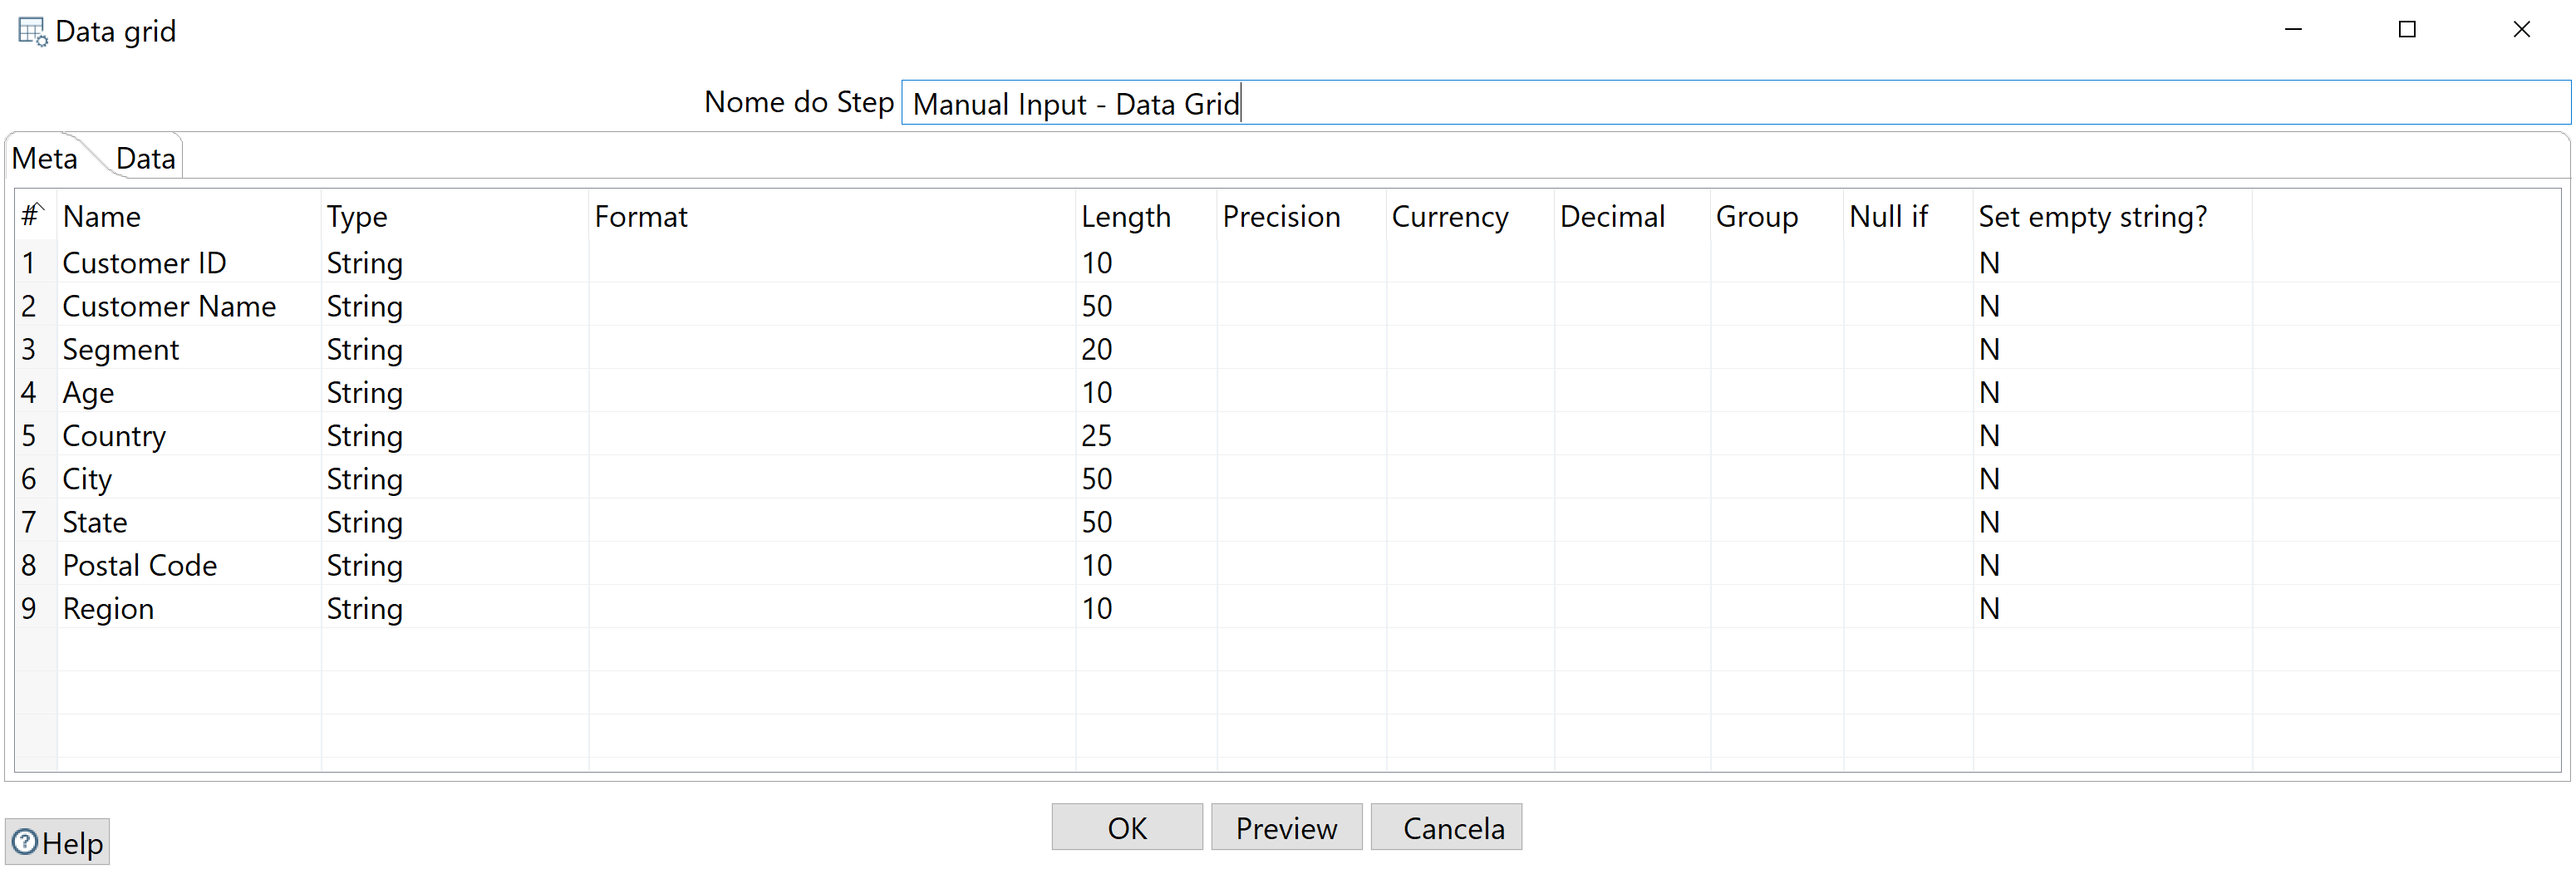 Data grid
Nome do Step Manual Input - Data Grid
Meta Data
# Name Type Format Length Precision Currency Decimal Group Null if Set empty string?
1 Customer ID String 10 N
2 Customer Name String 50 N
3 Segment String 20 N
4 Age String 10 N
5 Country String 25 N
6 City String 50 N
7 State String 50 N
8 Postal Code String 10 N
9 Region String 10 N
OK Preview Cancela
Help